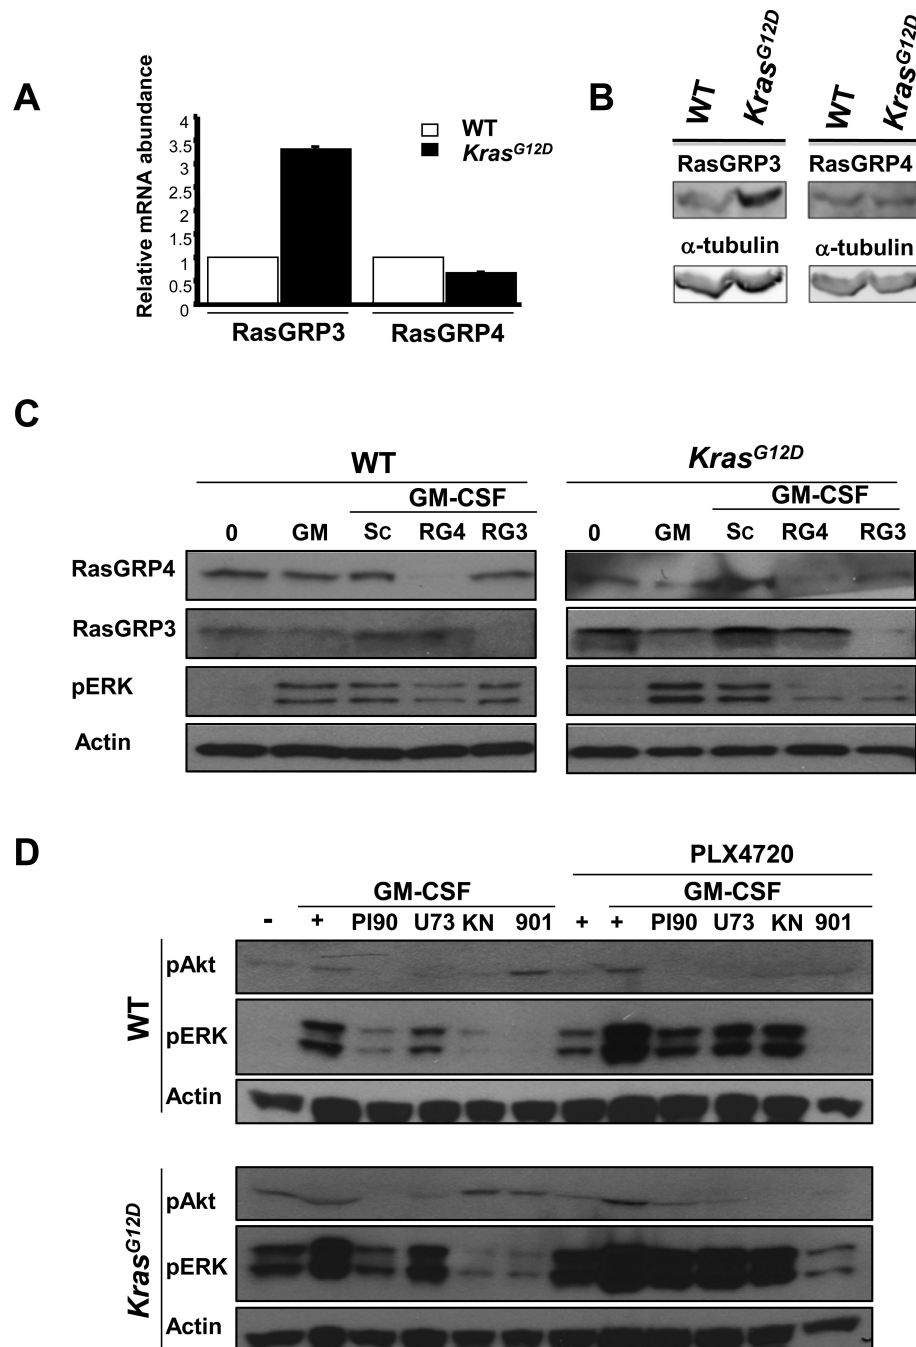 A
Relative mRNA abundance
4
3.5
3
2.5
2
1.5
1
0.5
0
WT
KrasG12D
RasGRP3
RasGRP4
B
WT
KrasG12D
WT
KrasG12D
RasGRP3
RasGRP4
α-tubulin
α-tubulin
C
WT
KrasG12D
GM-CSF
GM-CSF
0 GM Sc RG4 RG3
0 GM Sc RG4 RG3
RasGRP4
RasGRP3
pERK
Actin
D
PLX4720
GM-CSF
GM-CSF
- + PI90 U73 KN 901 + + PI90 U73 KN 901
WT
pAkt
pERK
Actin
KrasG12D
pAkt
pERK
Actin